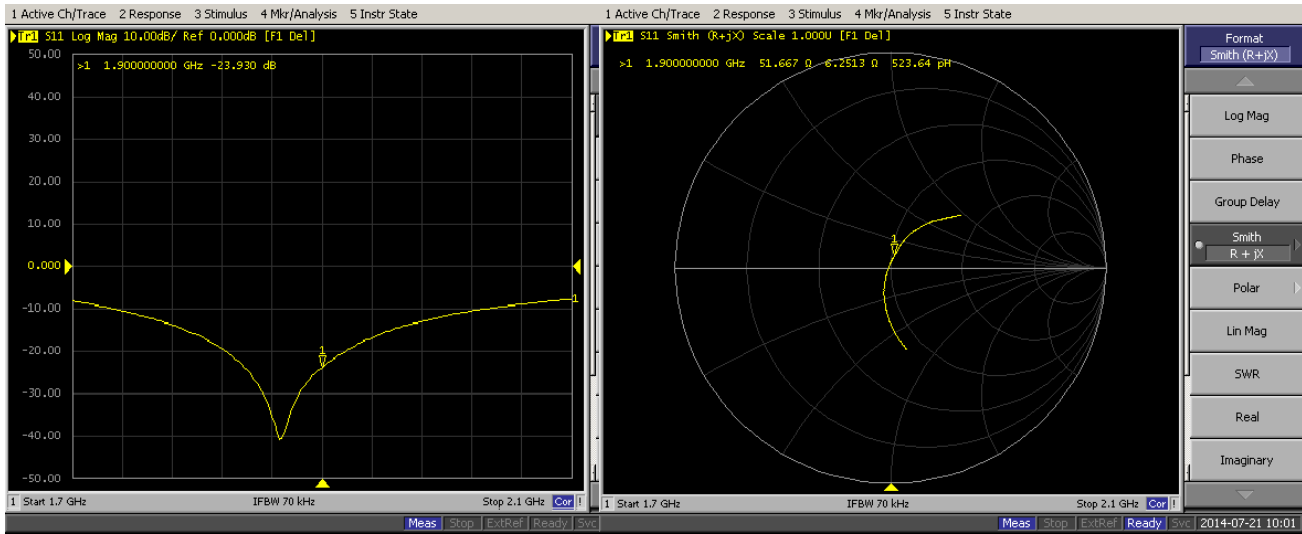 1 Active Ch/Trace 2 Response 3 Stimulus 4 Mkr/Analysis 5 Instr State
Tr1 S11 Log Mag 10.00dB/ Ref 0.000dB [F1 Del]
50.00
>1 1.900000000 GHz -23.930 dB
40.00
30.00
20.00
10.00
0.000
-10.00
1
-20.00
1
-30.00
-40.00
-50.00
1 Start 1.7 GHz IFBW 70 kHz Stop 2.1 GHz Cor !
Meas Stop ExtRef Ready Svc
1 Active Ch/Trace 2 Response 3 Stimulus 4 Mkr/Analysis 5 Instr State
Tr1 S11 Smith (R+jX) Scale 1.000U [F1 Del]
>1 1.900000000 GHz 51.667 Ω 6.2513 Ω 523.64 pH
1
1 Start 1.7 GHz IFBW 70 kHz Stop 2.1 GHz Cor !
Meas Stop ExtRef Ready Svc 2014-07-21 10:01
Format
Smith (R+jX)
Log Mag
Phase
Group Delay
Smith
R + jX
Polar
Lin Mag
SWR
Real
Imaginary